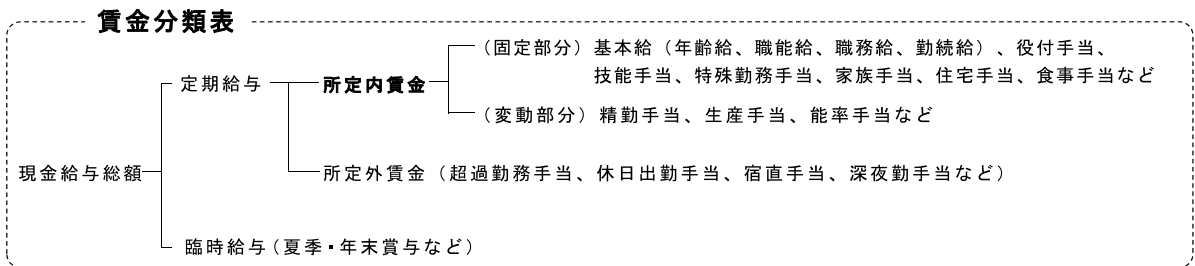 賃金分類表
(固定部分)基本給(年齢給、職能給、職務給、勤続給)、役付手当、
技能手当、特殊勤務手当、家族手当、住宅手当、食事手当など
定期給与
所定内賃金
(変動部分)精勤手当、生産手当、能率手当など
現金給与総額
所定外賃金(超過勤務手当、休日出勤手当、宿直手当、深夜勤手当など)
臨時給与(夏季・年末賞与など)